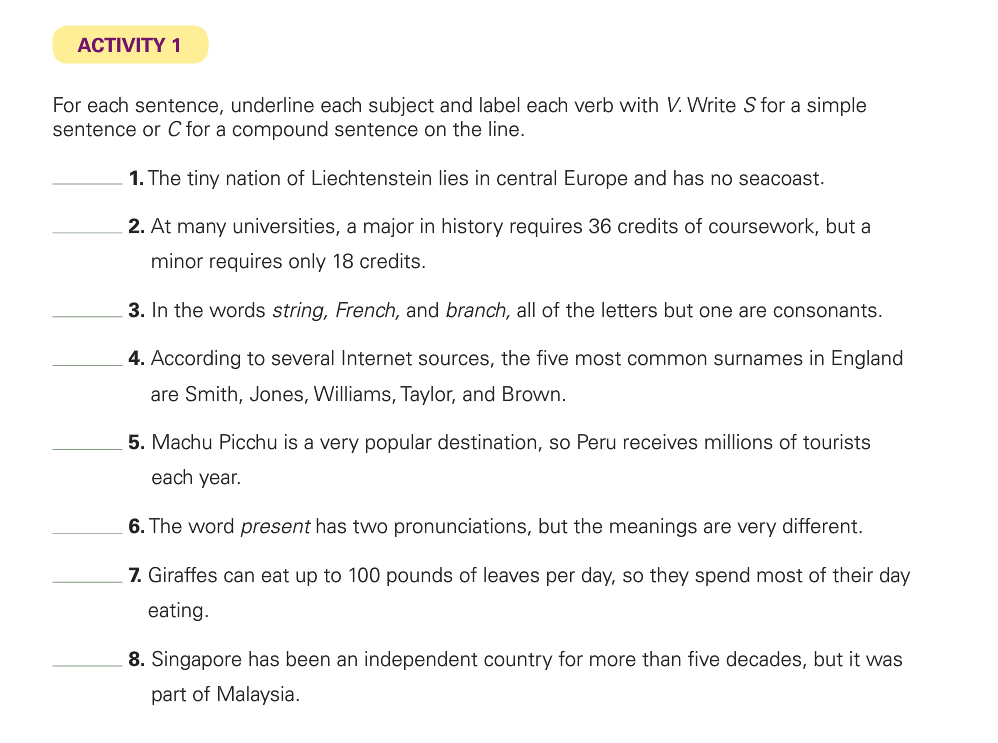 ACTIVITY 1
For each sentence, underline each subject and label each verb with V. Write S for a simple
sentence or C for a compound sentence on the line.
1. The tiny nation of Liechtenstein lies in central Europe and has no seacoast.
2. At many universities, a major in history requires 36 credits of coursework, but a
minor requires only 18 credits.
3. In the words string, French, and branch, all of the letters but one are consonants.
4. According to several Internet sources, the five most common surnames in England
are Smith, Jones, Williams, Taylor, and Brown.
5. Machu Picchu is a very popular destination, so Peru receives millions of tourists
each year.
6. The word present has two pronunciations, but the meanings are very different.
7. Giraffes can eat up to 100 pounds of leaves per day, so they spend most of their day
eating.
8. Singapore has been an independent country for more than five decades, but it was
part of Malaysia.